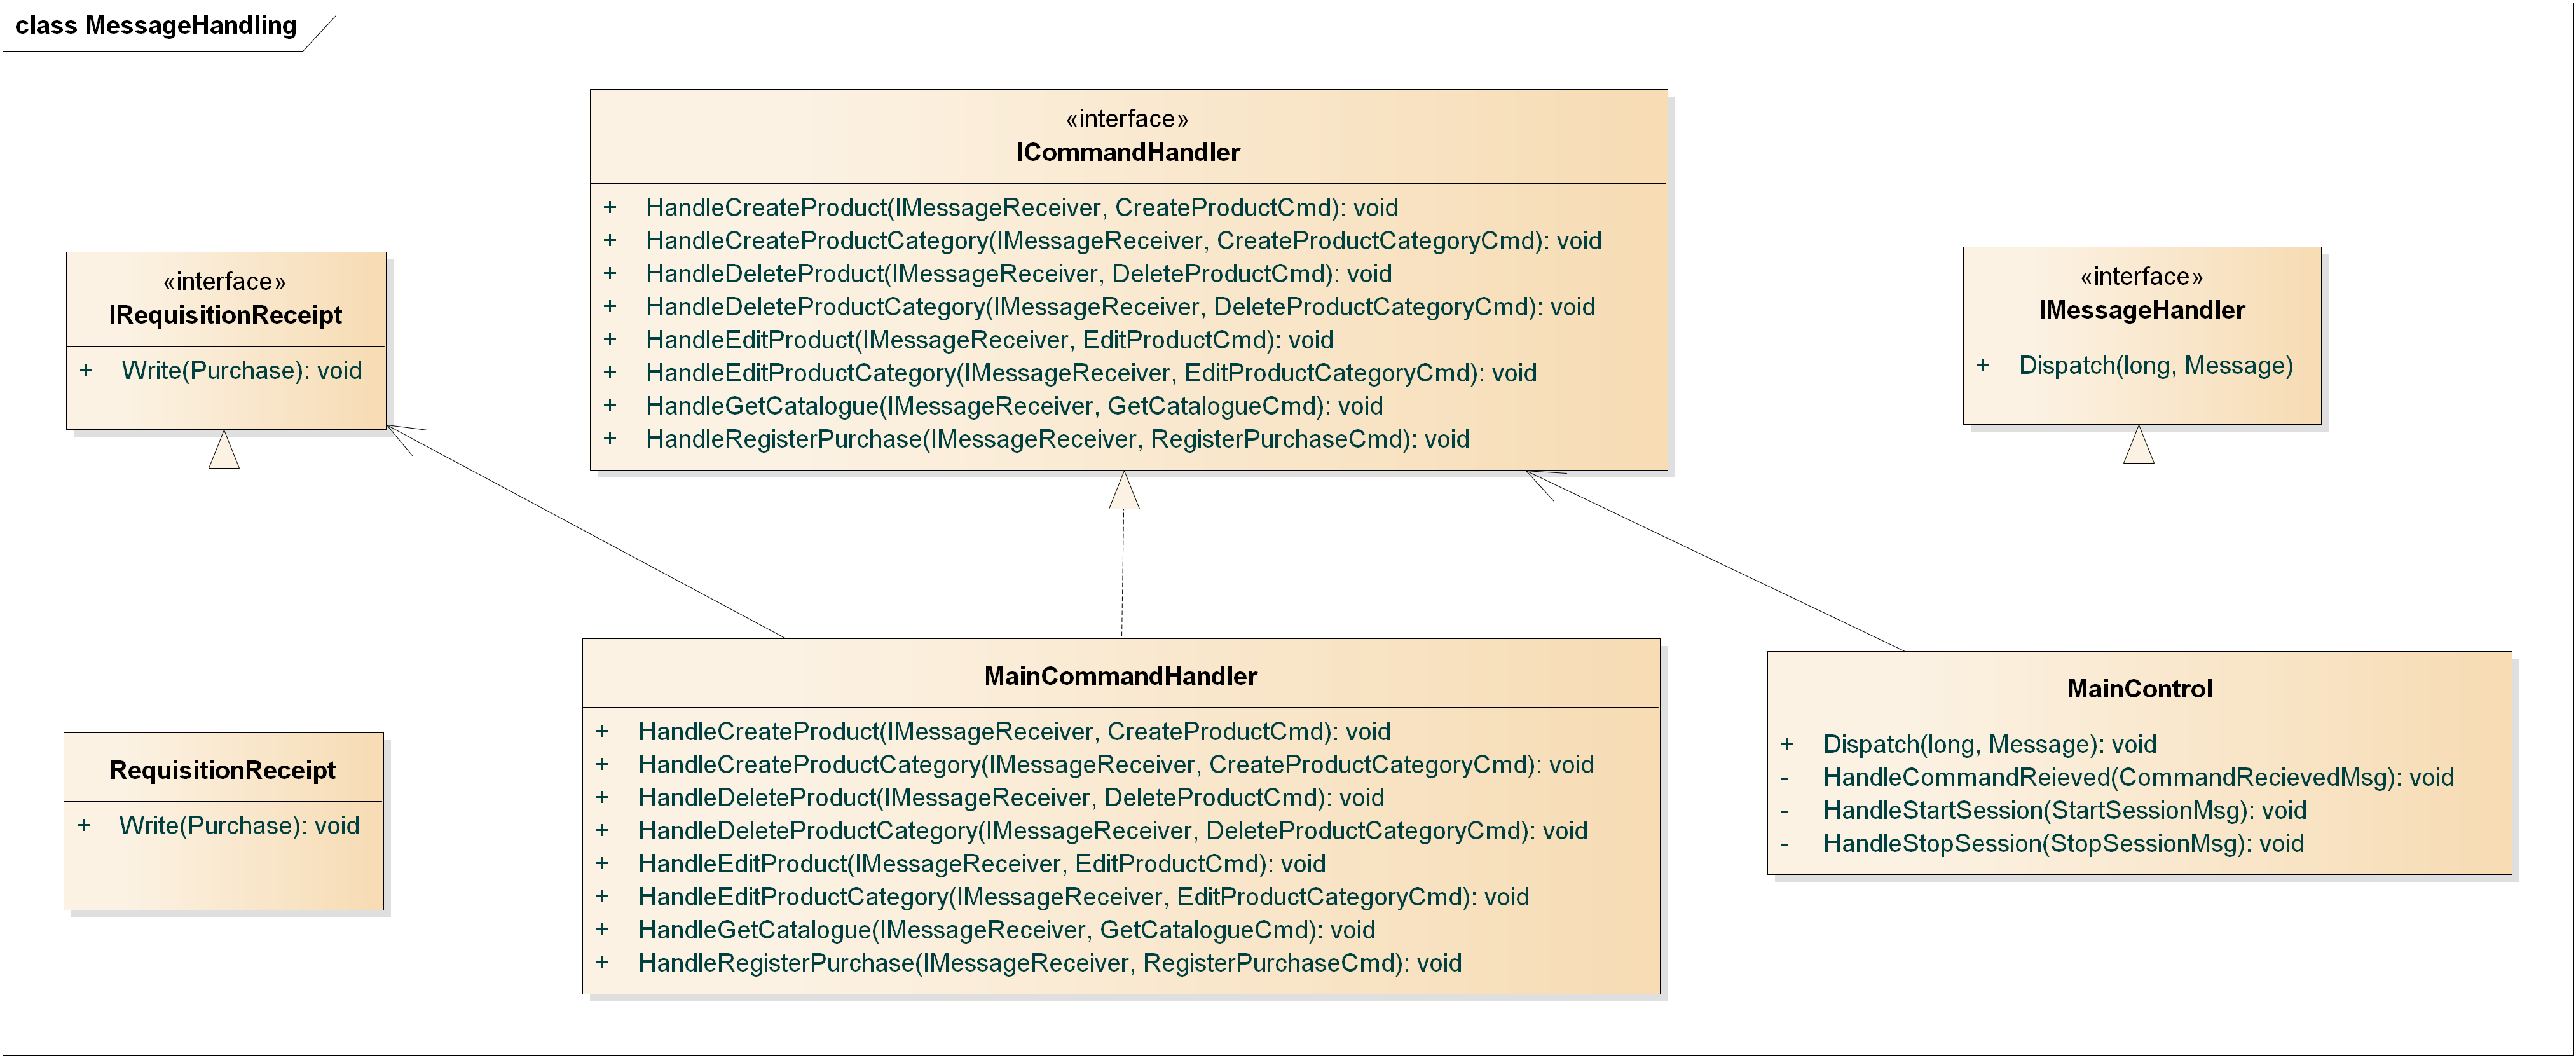 class MessageHandling
«interface»
ICommandHandler
+ HandleCreateProduct(IMessageReceiver, CreateProductCmd): void
+ HandleCreateProductCategory(IMessageReceiver, CreateProductCategoryCmd): void
+ HandleDeleteProduct(IMessageReceiver, DeleteProductCmd): void
+ HandleDeleteProductCategory(IMessageReceiver, DeleteProductCategoryCmd): void
+ HandleEditProduct(IMessageReceiver, EditProductCmd): void
+ HandleEditProductCategory(IMessageReceiver, EditProductCategoryCmd): void
+ HandleGetCatalogue(IMessageReceiver, GetCatalogueCmd): void
+ HandleRegisterPurchase(IMessageReceiver, RegisterPurchaseCmd): void
«interface»
IRequisitionReceipt
+ Write(Purchase): void
«interface»
IMessageHandler
+ Dispatch(long, Message)
RequisitionReceipt
+ Write(Purchase): void
MainCommandHandler
+ HandleCreateProduct(IMessageReceiver, CreateProductCmd): void
+ HandleCreateProductCategory(IMessageReceiver, CreateProductCategoryCmd): void
+ HandleDeleteProduct(IMessageReceiver, DeleteProductCmd): void
+ HandleDeleteProductCategory(IMessageReceiver, DeleteProductCategoryCmd): void
+ HandleEditProduct(IMessageReceiver, EditProductCmd): void
+ HandleEditProductCategory(IMessageReceiver, EditProductCategoryCmd): void
+ HandleGetCatalogue(IMessageReceiver, GetCatalogueCmd): void
+ HandleRegisterPurchase(IMessageReceiver, RegisterPurchaseCmd): void
MainControl
+ Dispatch(long, Message): void
- HandleCommandReieved(CommandRecievedMsg): void
- HandleStartSession(StartSessionMsg): void
- HandleStopSession(StopSessionMsg): void